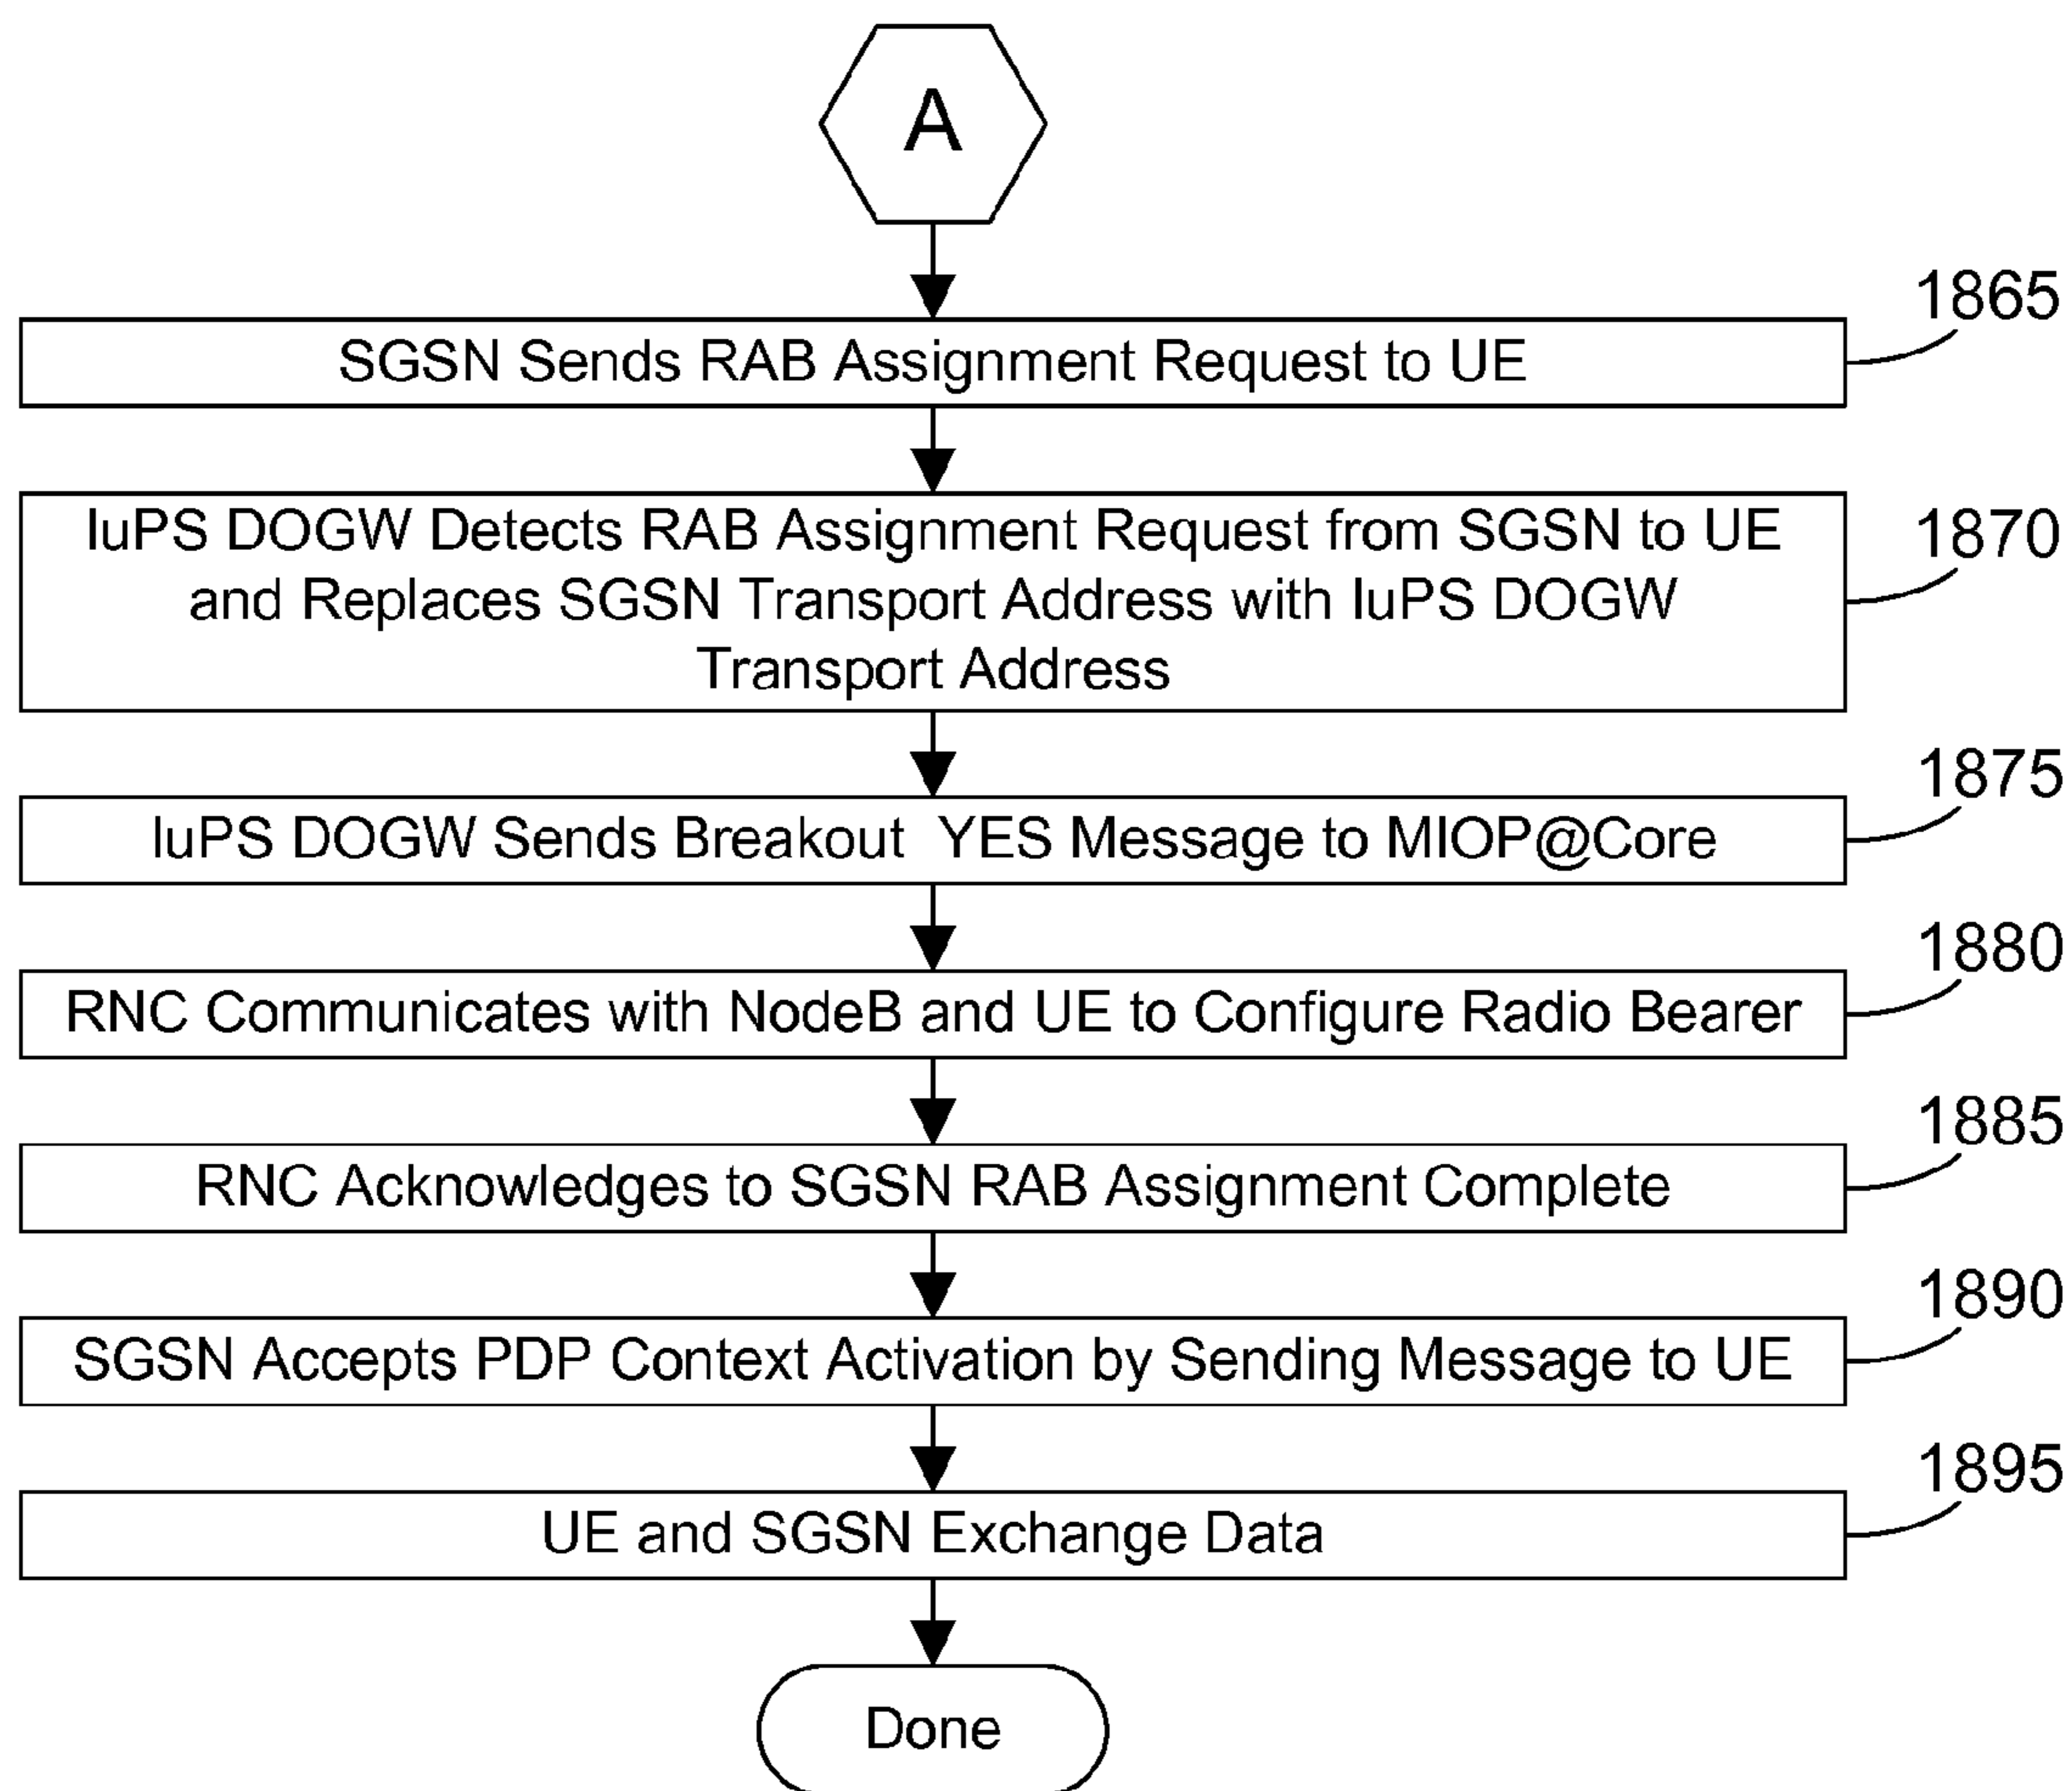 A
1865
SGSN Sends RAB Assignment Request to UE
1870
IuPS DOGW Detects RAB Assignment Request from SGSN to UE
and Replaces SGSN Transport Address with IuPS DOGW
Transport Address
1875
IuPS DOGW Sends Breakout YES Message to MIOP@Core
1880
RNC Communicates with NodeB and UE to Configure Radio Bearer
1885
RNC Acknowledges to SGSN RAB Assignment Complete
1890
SGSN Accepts PDP Context Activation by Sending Message to UE
1895
UE and SGSN Exchange Data
Done